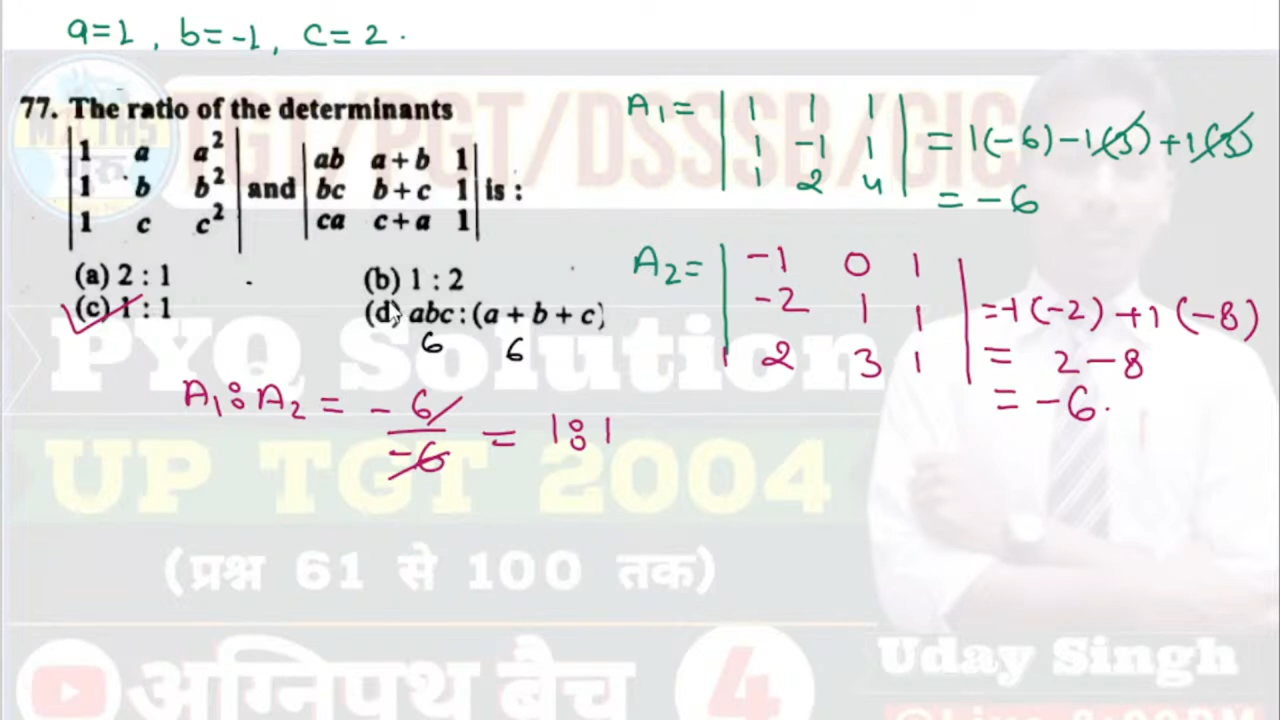 a=1, b=-1, c=2.
77. The ratio of the determinants
| 1 a a² |
| 1 b b² |
| 1 c c² |
and
| ab a+b 1 |
| bc b+c 1 |
| ca c+a 1 |
is :
(a) 2 : 1
(b) 1 : 2
(c) 1 : 1
(d) abc : (a + b + c)
6 6
A₁ : A₂ = -6/-6 = 1:1
A₁ =
| 1 1 1 |
| 1 -1 1 |
| 1 2 4 |
= 1(-6) -1(3) +1(3)
= -6
A₂ =
| -1 0 1 |
| -2 1 1 |
| 2 3 1 |
= -1(-2) +1(-8)
= 2-8
= -6.
TGT/PGT/DSSSB/GIC
PYQ Solution
UP TGT 2004
(प्रश्न 61 से 100 तक)
अग्निपथ बैच 4
Uday Singh